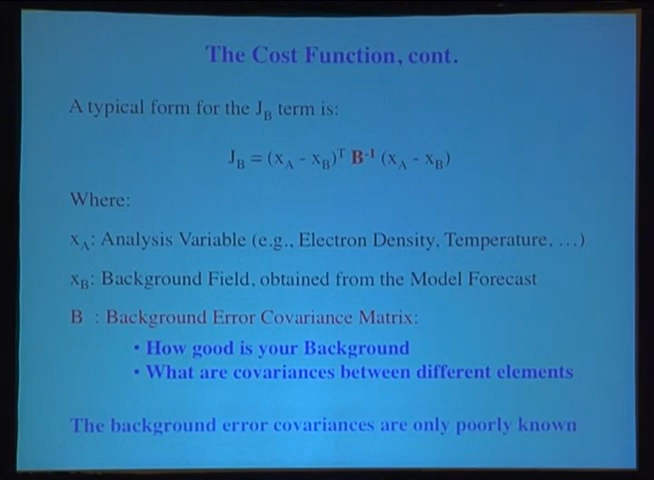 The Cost Function, cont.
A typical form for the J_B term is:
J_B = (x_A - x_B)^T B^-1 (x_A - x_B)
Where:
x_A: Analysis Variable (e.g., Electron Density, Temperature, …)
x_B: Background Field, obtained from the Model Forecast
B : Background Error Covariance Matrix:
• How good is your Background
• What are covariances between different elements
The background error covariances are only poorly known